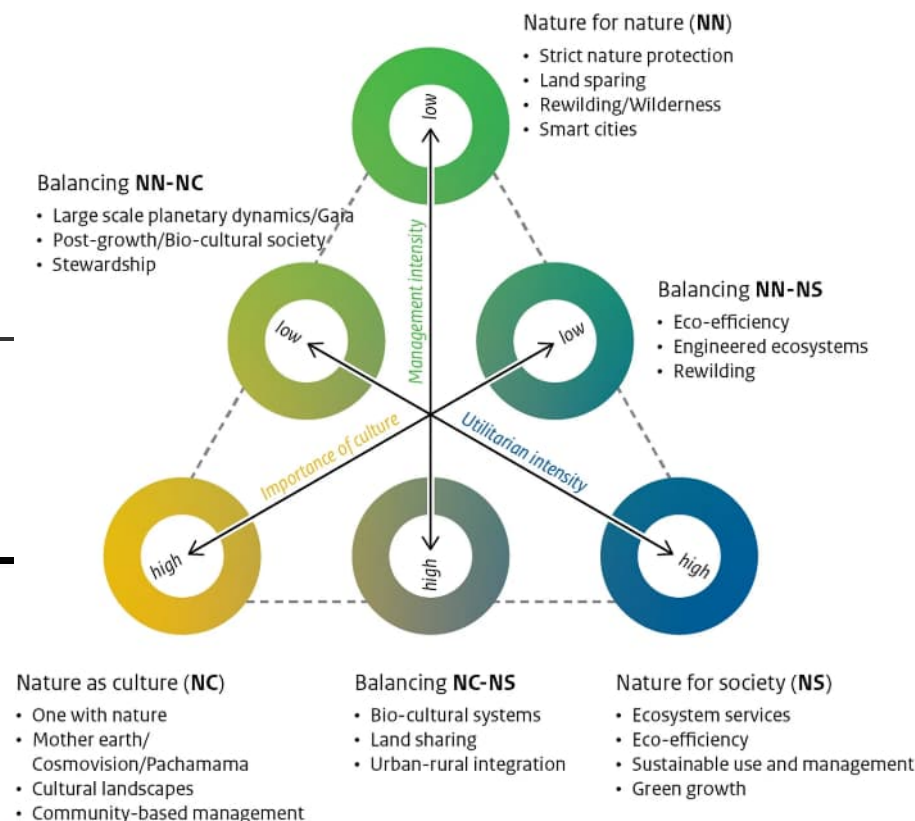 Nature for nature (NN)
• Strict nature protection
• Land sparing
• Rewilding/Wilderness
• Smart cities
low
Balancing NN-NC
• Large scale planetary dynamics/Gaia
• Post-growth/Bio-cultural society
• Stewardship
Management intensity
Balancing NN-NS
• Eco-efficiency
• Engineered ecosystems
• Rewilding
low
low
Importance of culture
Utilitarian intensity
high
high
high
Nature as culture (NC)
• One with nature
• Mother earth/
Cosmovision/Pachamama
• Cultural landscapes
• Community-based management
Balancing NC-NS
• Bio-cultural systems
• Land sharing
• Urban-rural integration
Nature for society (NS)
• Ecosystem services
• Eco-efficiency
• Sustainable use and management
• Green growth